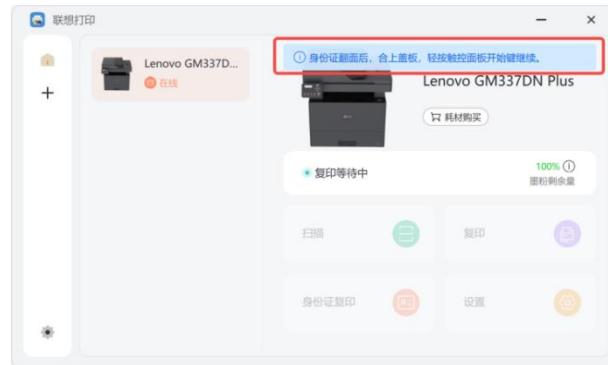 联想打印
Lenovo GM337D...
在线
身份证翻面后，合上盖板，轻按触控面板开始键继续。
Lenovo GM337DN Plus
耗材购买
复印等待中
100%
墨粉剩余量
扫描
复印
身份证复印
设置